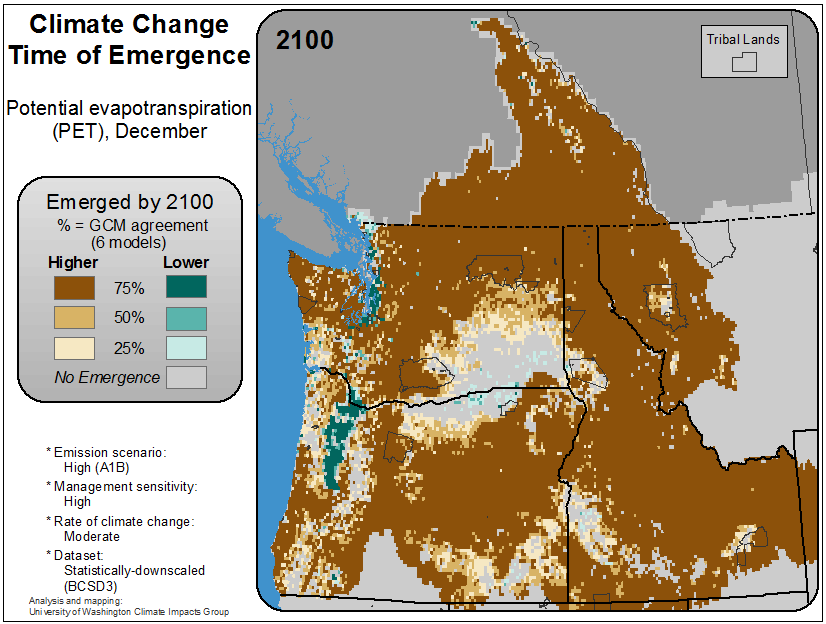 Climate Change
Time of Emergence
Potential evapotranspiration
(PET), December
Emerged by 2100
% = GCM agreement
(6 models)
Higher Lower
75%
50%
25%
No Emergence
* Emission scenario:
High (A1B)
* Management sensitivity:
High
* Rate of climate change:
Moderate
* Dataset:
Statistically-downscaled
(BCSD3)
Analysis and mapping:
University of Washington Climate Impacts Group
2100
Tribal Lands